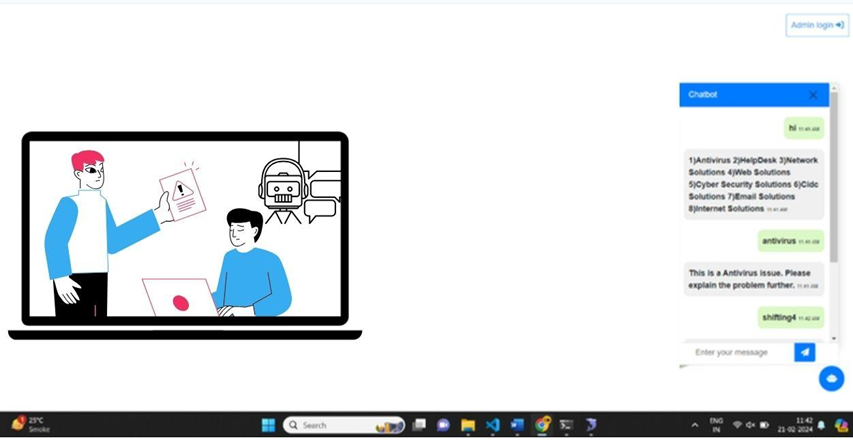 Admin login
Chatbot
hi 11:41 AM
1)Antivirus 2)HelpDesk 3)Network
Solutions 4)Web Solutions
5)Cyber Security Solutions 6)Cldc
Solutions 7)Email Solutions
8)Internet Solutions 11:41 AM
antivirus 11:41 AM
This is a Antivirus issue. Please
explain the problem further. 11:41 AM
shifting4 11:42 AM
Enter your message
25°C
Smoke
Search
ENG
IN
11:42
21-02-2024